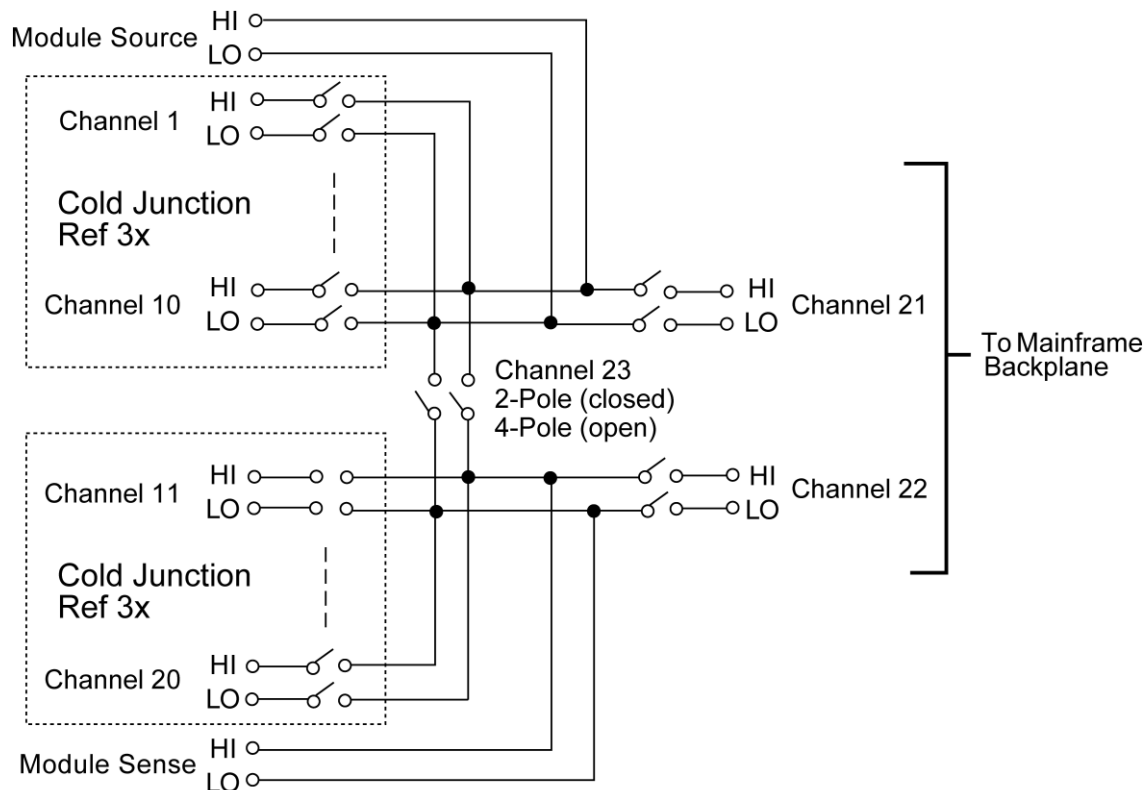 Module Source
HI
LO
Channel 1
HI
LO
Cold Junction
Ref 3x
Channel 10
HI
LO
HI
LO
Channel 21
To Mainframe
Backplane
Channel 23
2-Pole (closed)
4-Pole (open)
Channel 11
HI
LO
HI
LO
Channel 22
Cold Junction
Ref 3x
Channel 20
HI
LO
Module Sense
HI
LO